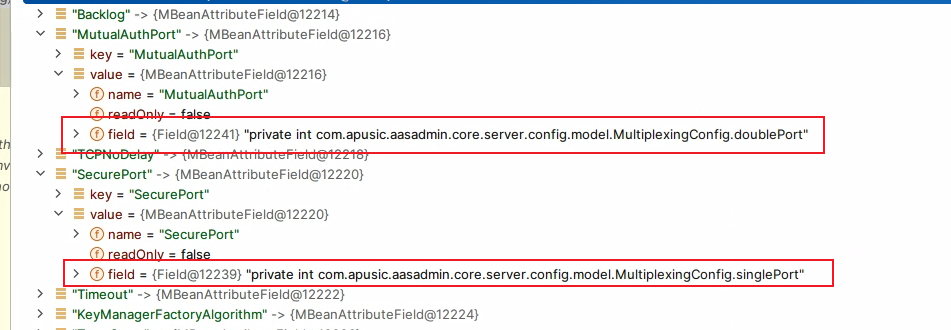 "Backlog" -> {MBeanAttributeField@12214}
"MutualAuthPort" -> {MBeanAttributeField@12216}
key = "MutualAuthPort"
value = {MBeanAttributeField@12216}
f name = "MutualAuthPort"
f readOnly = false
f field = {Field@12241} "private int com.apusic.aasadmin.core.server.config.model.MultiplexingConfig.doublePort"
"TCPNoDelay" -> {MBeanAttributeField@12218}
"SecurePort" -> {MBeanAttributeField@12220}
key = "SecurePort"
value = {MBeanAttributeField@12220}
f name = "SecurePort"
f readOnly = false
f field = {Field@12239} "private int com.apusic.aasadmin.core.server.config.model.MultiplexingConfig.singlePort"
"Timeout" -> {MBeanAttributeField@12222}
"KeyManagerFactoryAlgorithm" -> {MBeanAttributeField@12224}